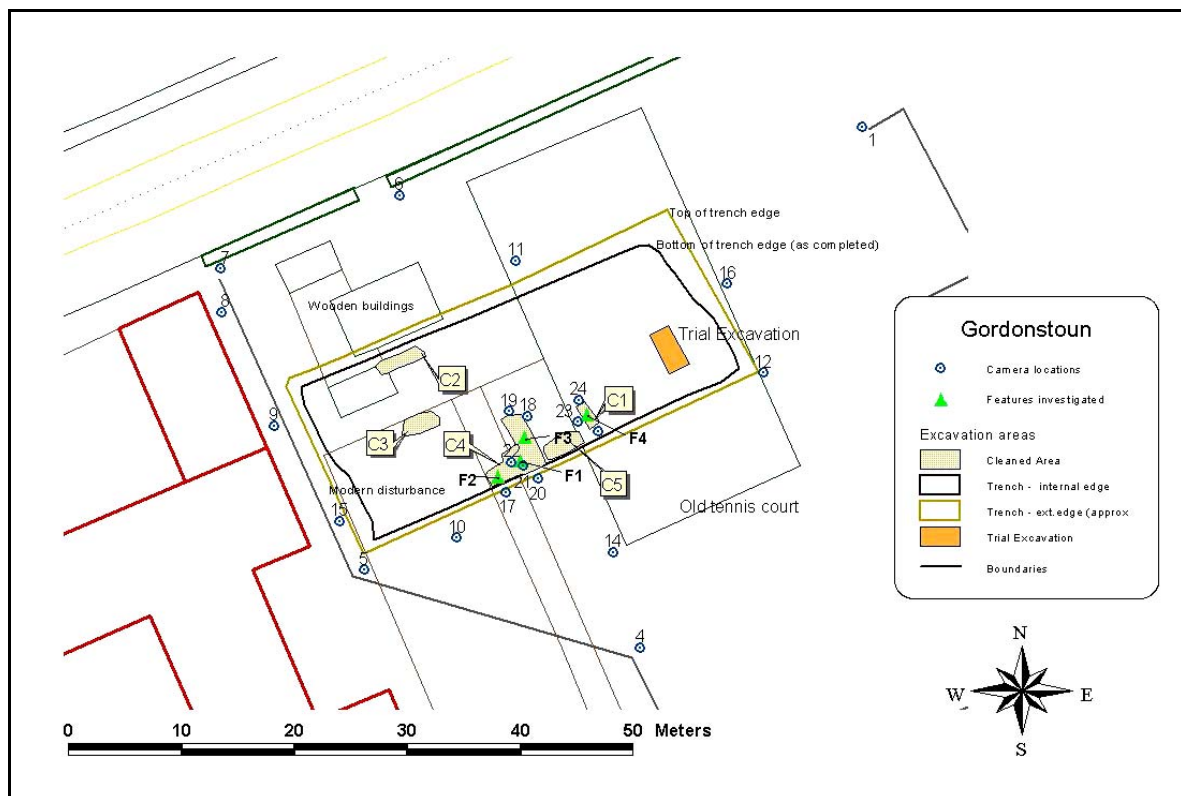 1
6
Top of trench edge
Bottom of trench edge (as completed)
11
7
16
8
Wooden buildings
Trial Excavation
12
C2
24
C1
19
18
23
9
C3
C4
F3
F4
22
F2
F1
C5
21
20
Modern disturbance
17
Old tennis court
15
10
14
5
4
Gordonstoun
Camera locations
Features investigated
Excavation areas
Cleaned Area
Trench - internal edge
Trench - ext.edge (approx
Trial Excavation
Boundaries
N
W
E
S
0 10 20 30 40 50 Meters